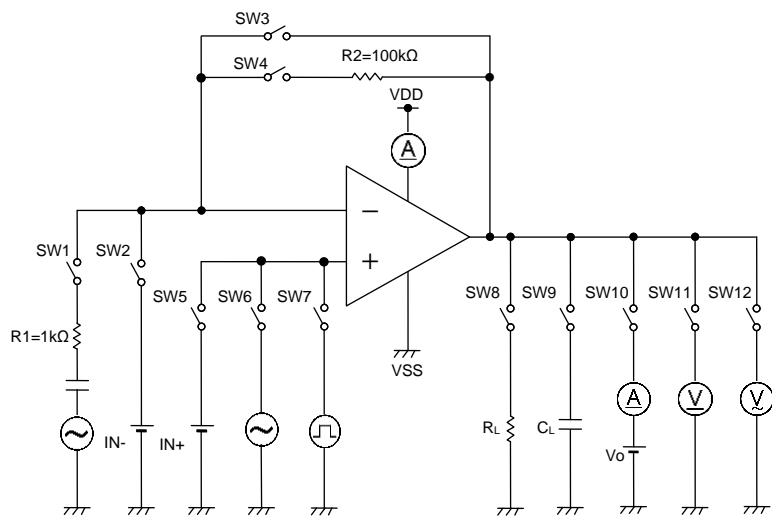 SW3
SW4
R2=100kΩ
VDD
A
−
+
SW1
SW2
SW5
SW6
SW7
SW8
SW9
SW10
SW11
SW12
R1=1kΩ
VSS
IN-
IN+
RL
CL
A
V
V
Vo